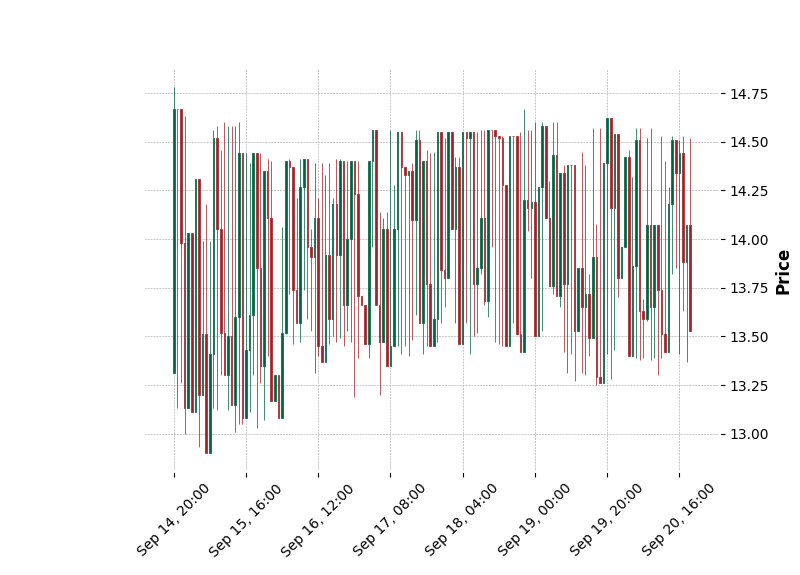 14.75
14.50
14.25
14.00
13.75
13.50
13.25
13.00
Price
Sep 14, 20:00
Sep 15, 16:00
Sep 16, 12:00
Sep 17, 08:00
Sep 18, 04:00
Sep 19, 00:00
Sep 19, 20:00
Sep 20, 16:00